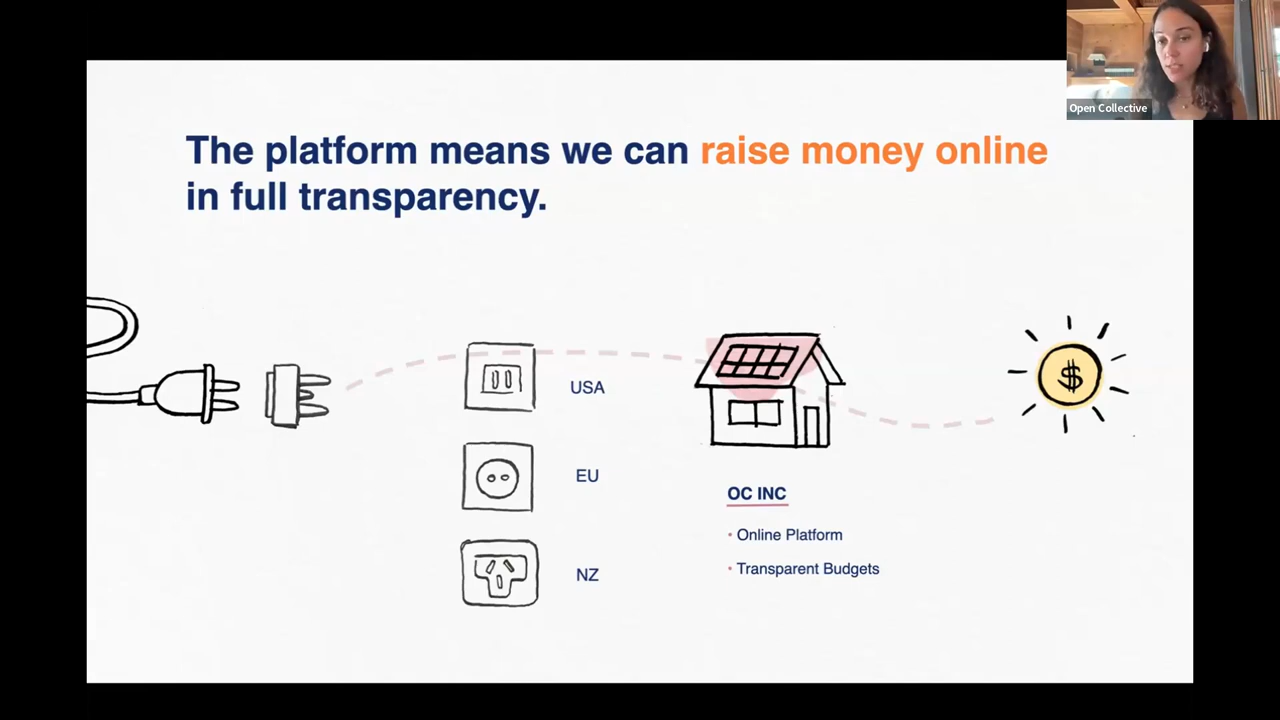 Open Collective
The platform means we can raise money online
in full transparency.
USA
EU
NZ
$
OC INC
• Online Platform
• Transparent Budgets